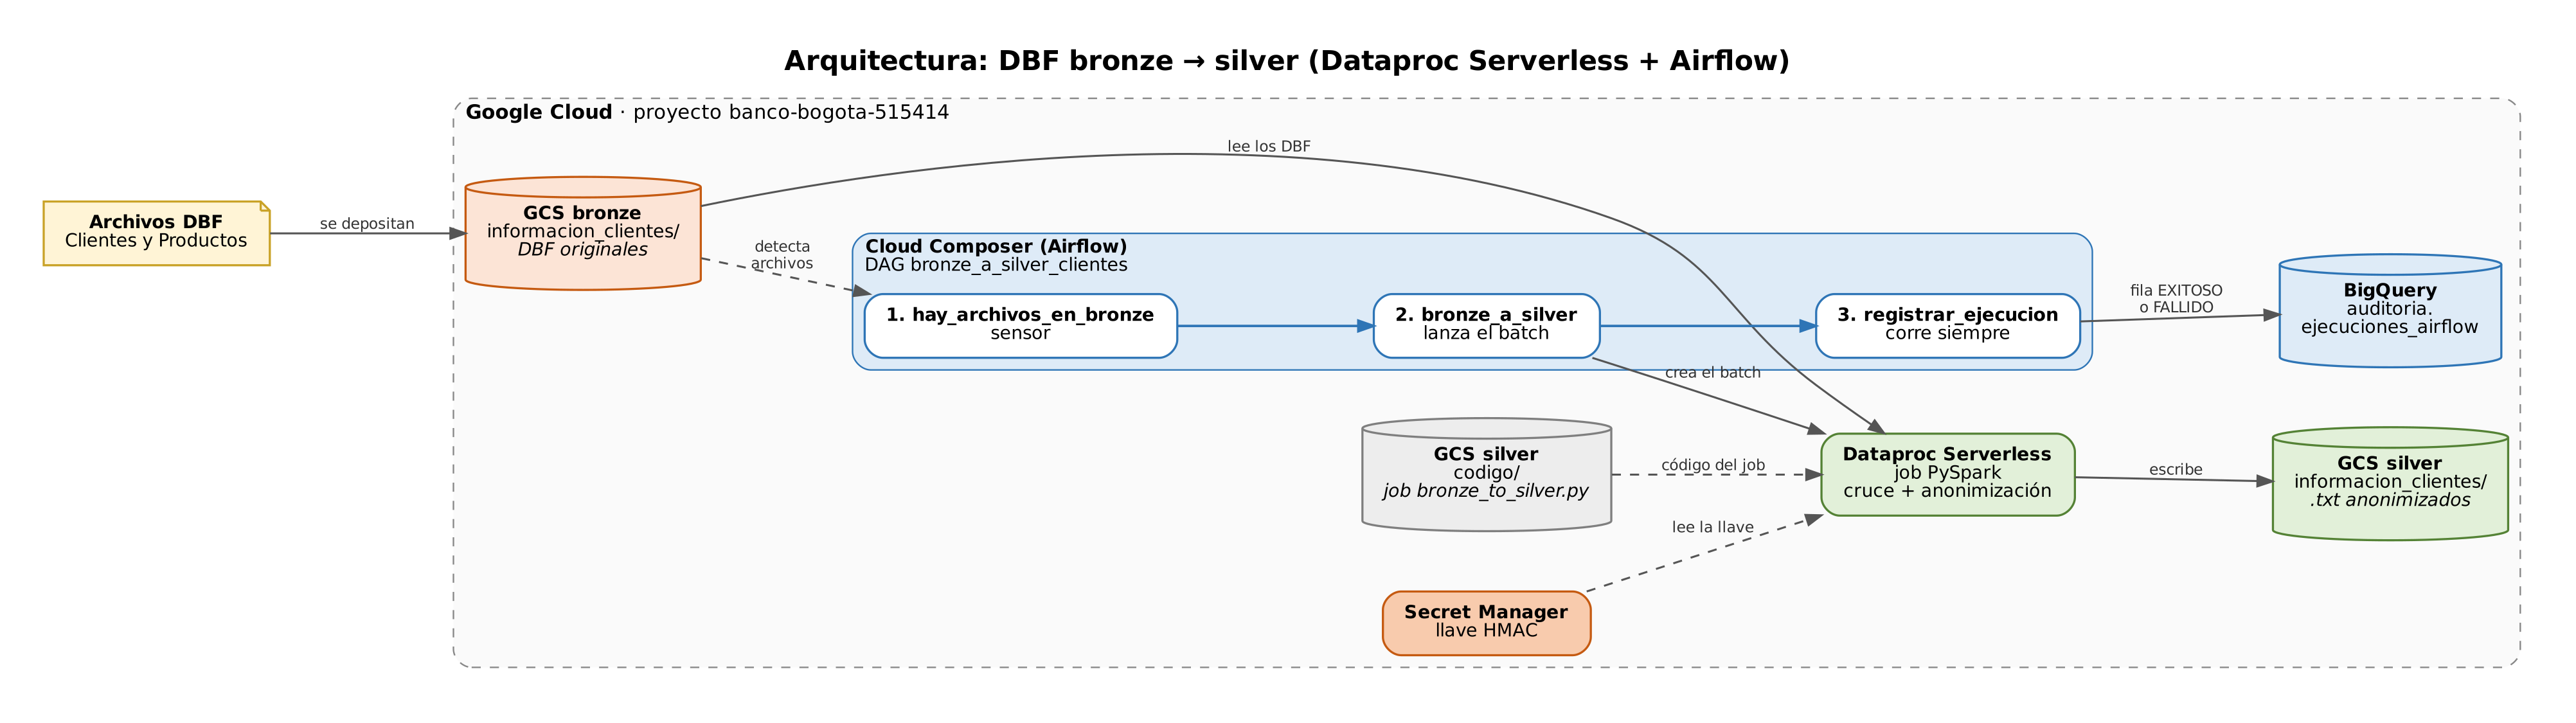 Arquitectura: DBF bronze → silver (Dataproc Serverless + Airflow)
Google Cloud · proyecto banco-bogota-515414
lee los DBF
Archivos DBF
Clientes y Productos
se depositan
GCS bronze
informacion_clientes/
DBF originales
detecta
archivos
Cloud Composer (Airflow)
DAG bronze_a_silver_clientes
1. hay_archivos_en_bronze
sensor
2. bronze_a_silver
lanza el batch
3. registrar_ejecucion
corre siempre
fila EXITOSO
o FALLIDO
BigQuery
auditoria.
ejecuciones_airflow
crea el batch
GCS silver
codigo/
job bronze_to_silver.py
código del job
Dataproc Serverless
job PySpark
cruce + anonimización
escribe
GCS silver
informacion_clientes/
.txt anonimizados
lee la llave
Secret Manager
llave HMAC